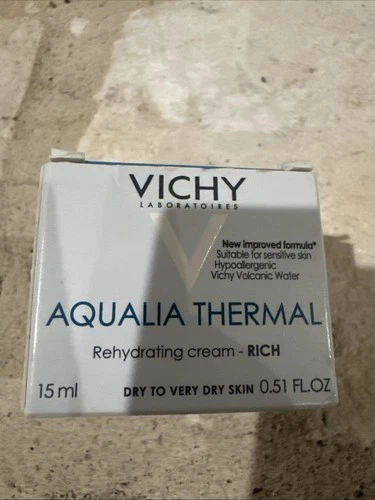 VICHY
LABORATOIRES
New improved formula*
Suitable for sensitive skin
Hypoallergenic
Vichy Volcanic Water
AQUALIA THERMAL
Rehydrating cream - RICH
15 ml DRY TO VERY DRY SKIN 0.51 FL.OZ